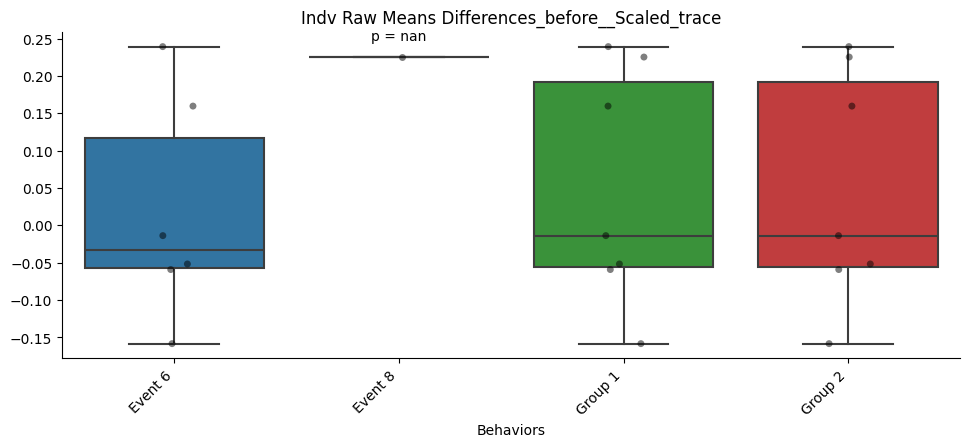 Indv Raw Means Differences_before__Scaled_trace
p = nan
0.25
0.20
0.15
0.10
0.05
0.00
−0.05
−0.10
−0.15
Event 6
Event 8
Group 1
Group 2
Behaviors